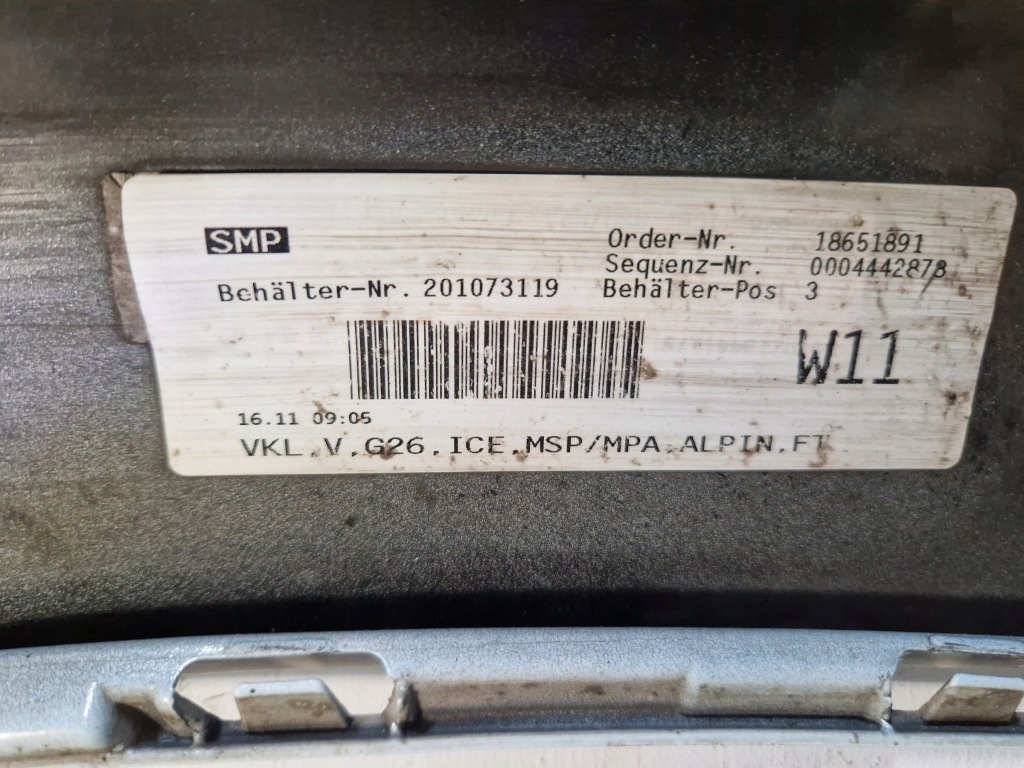 SMP
Order-Nr. 18651891
Sequenz-Nr. 0004442878
Behälter-Nr. 201073119 Behälter-Pos 3
W11
16.11 09:05
VKL.V.G26.ICE.MSP/MPA.ALPIN.FT